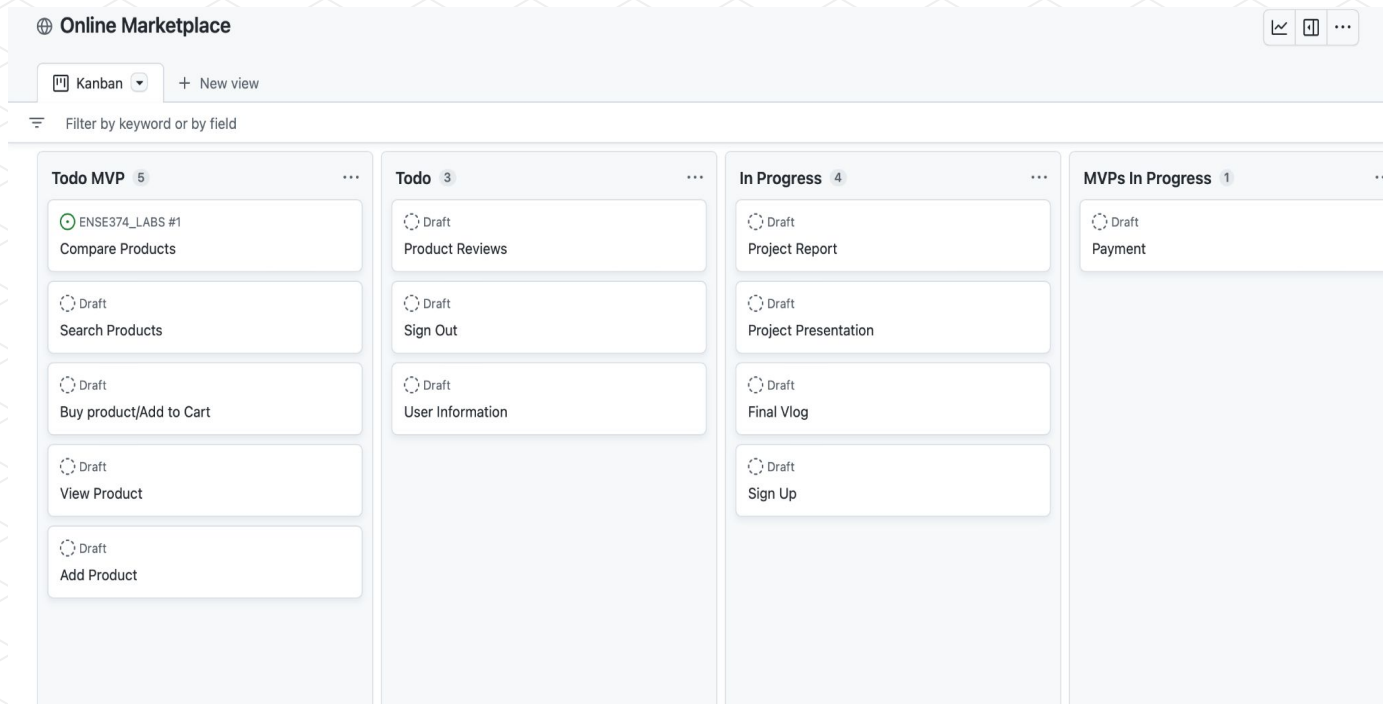 Online Marketplace
Kanban
New view
Filter by keyword or by field
Todo MVP 5
ENSE374_LABS #1
Compare Products
Draft
Search Products
Draft
Buy product/Add to Cart
Draft
View Product
Draft
Add Product
Todo 3
Draft
Product Reviews
Draft
Sign Out
Draft
User Information
In Progress 4
Draft
Project Report
Draft
Project Presentation
Draft
Final Vlog
Draft
Sign Up
MVPs In Progress 1
Draft
Payment